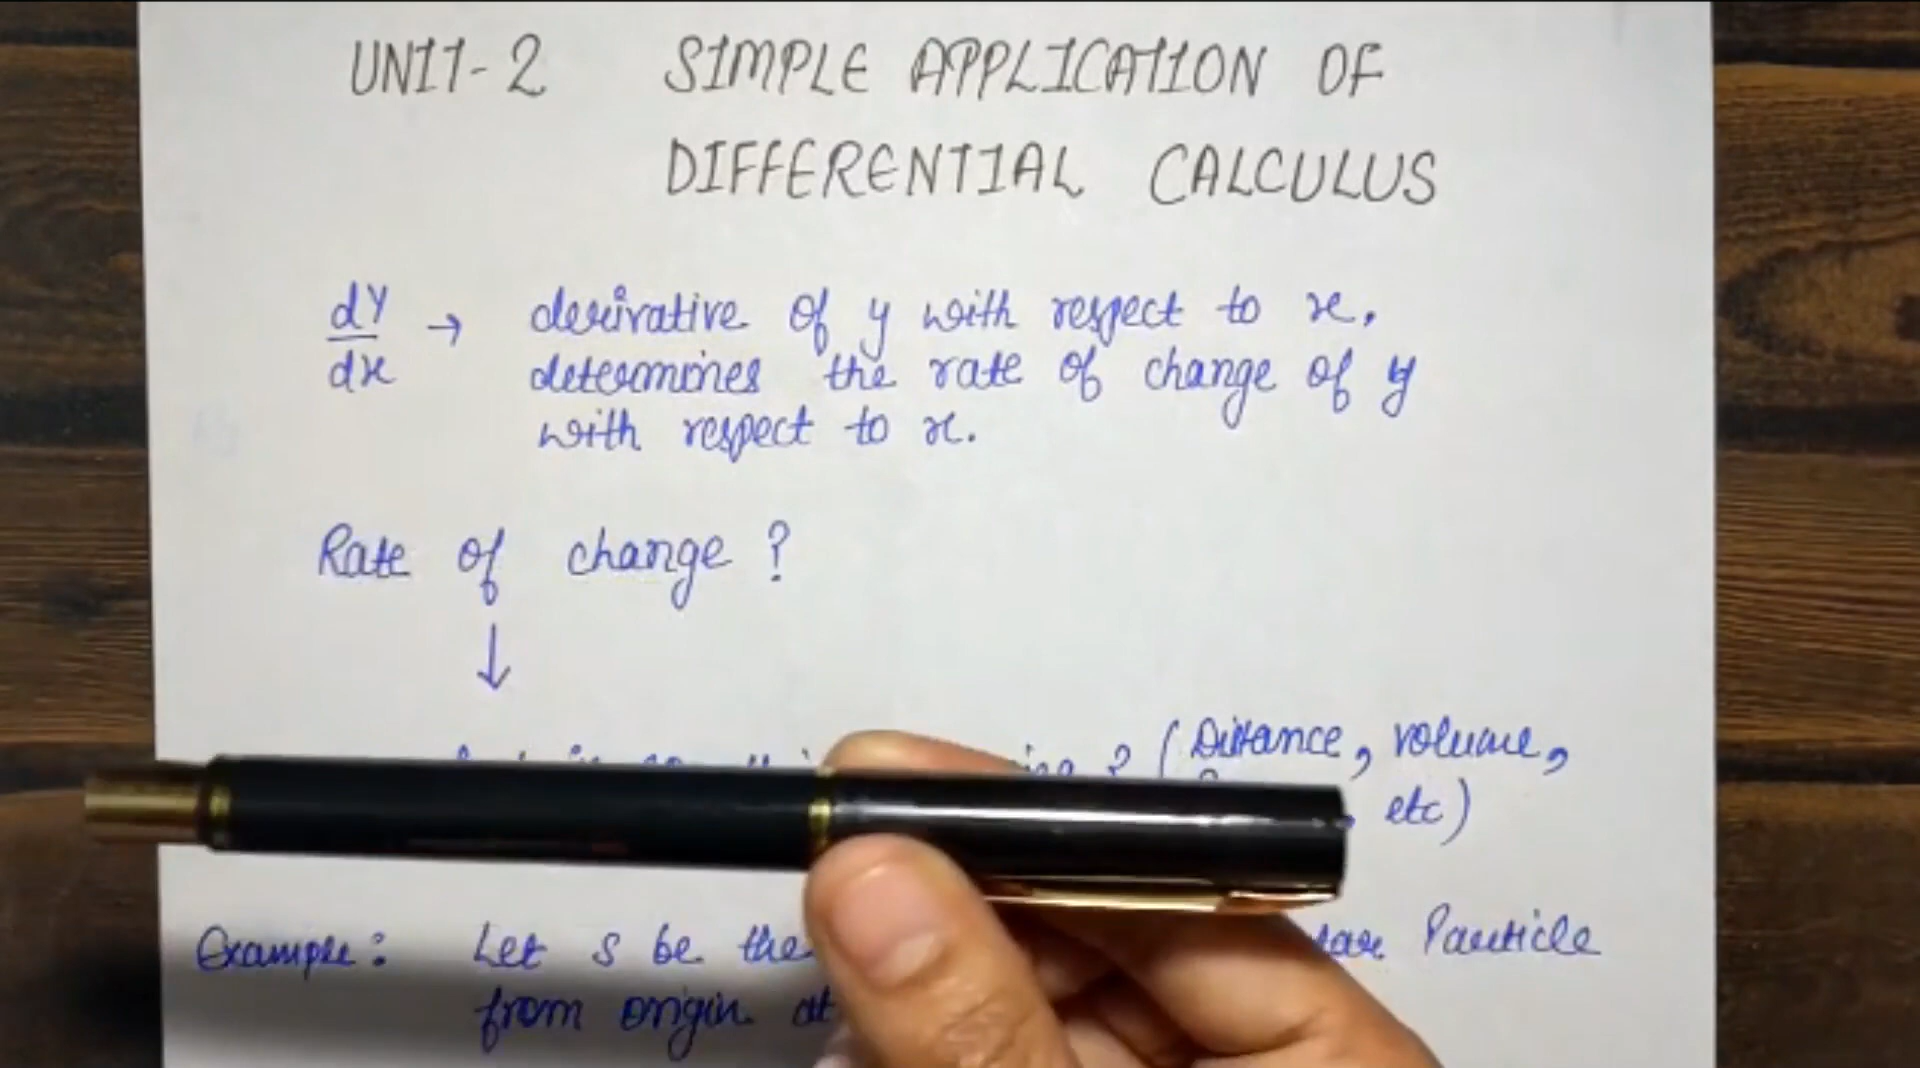 UNIT-2 SIMPLE APPLICATION OF
DIFFERENTIAL CALCULUS
dy/dx → derivative of y with respect to x.
determines the rate of change of y
with respect to x.
Rate of change ?
↓
? (Distance, volume,
etc)
Example: Let s be the Particle
from origin at